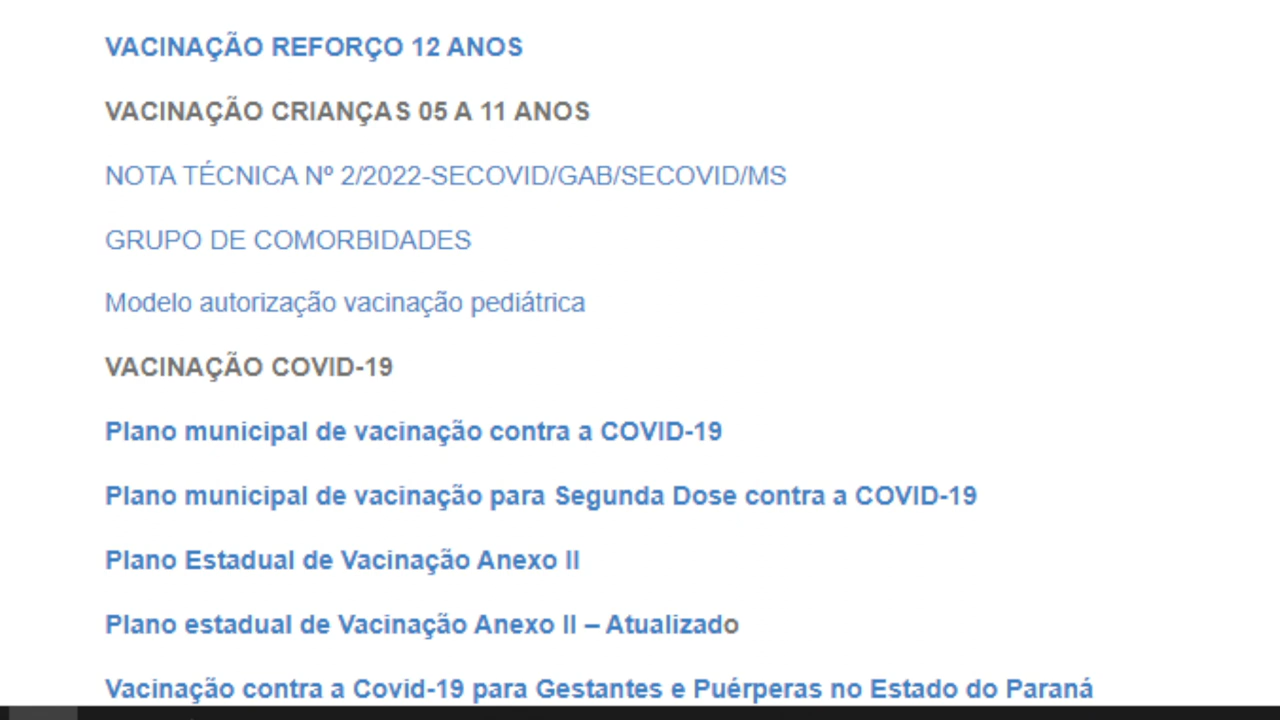 VACINAÇÃO REFORÇO 12 ANOS
VACINAÇÃO CRIANÇAS 05 A 11 ANOS
NOTA TÉCNICA Nº 2/2022-SECOVID/GAB/SECOVID/MS
GRUPO DE COMORBIDADES
Modelo autorização vacinação pediátrica
VACINAÇÃO COVID-19
Plano municipal de vacinação contra a COVID-19
Plano municipal de vacinação para Segunda Dose contra a COVID-19
Plano Estadual de Vacinação Anexo II
Plano estadual de Vacinação Anexo II – Atualizado
Vacinação contra a Covid-19 para Gestantes e Puérperas no Estado do Paraná